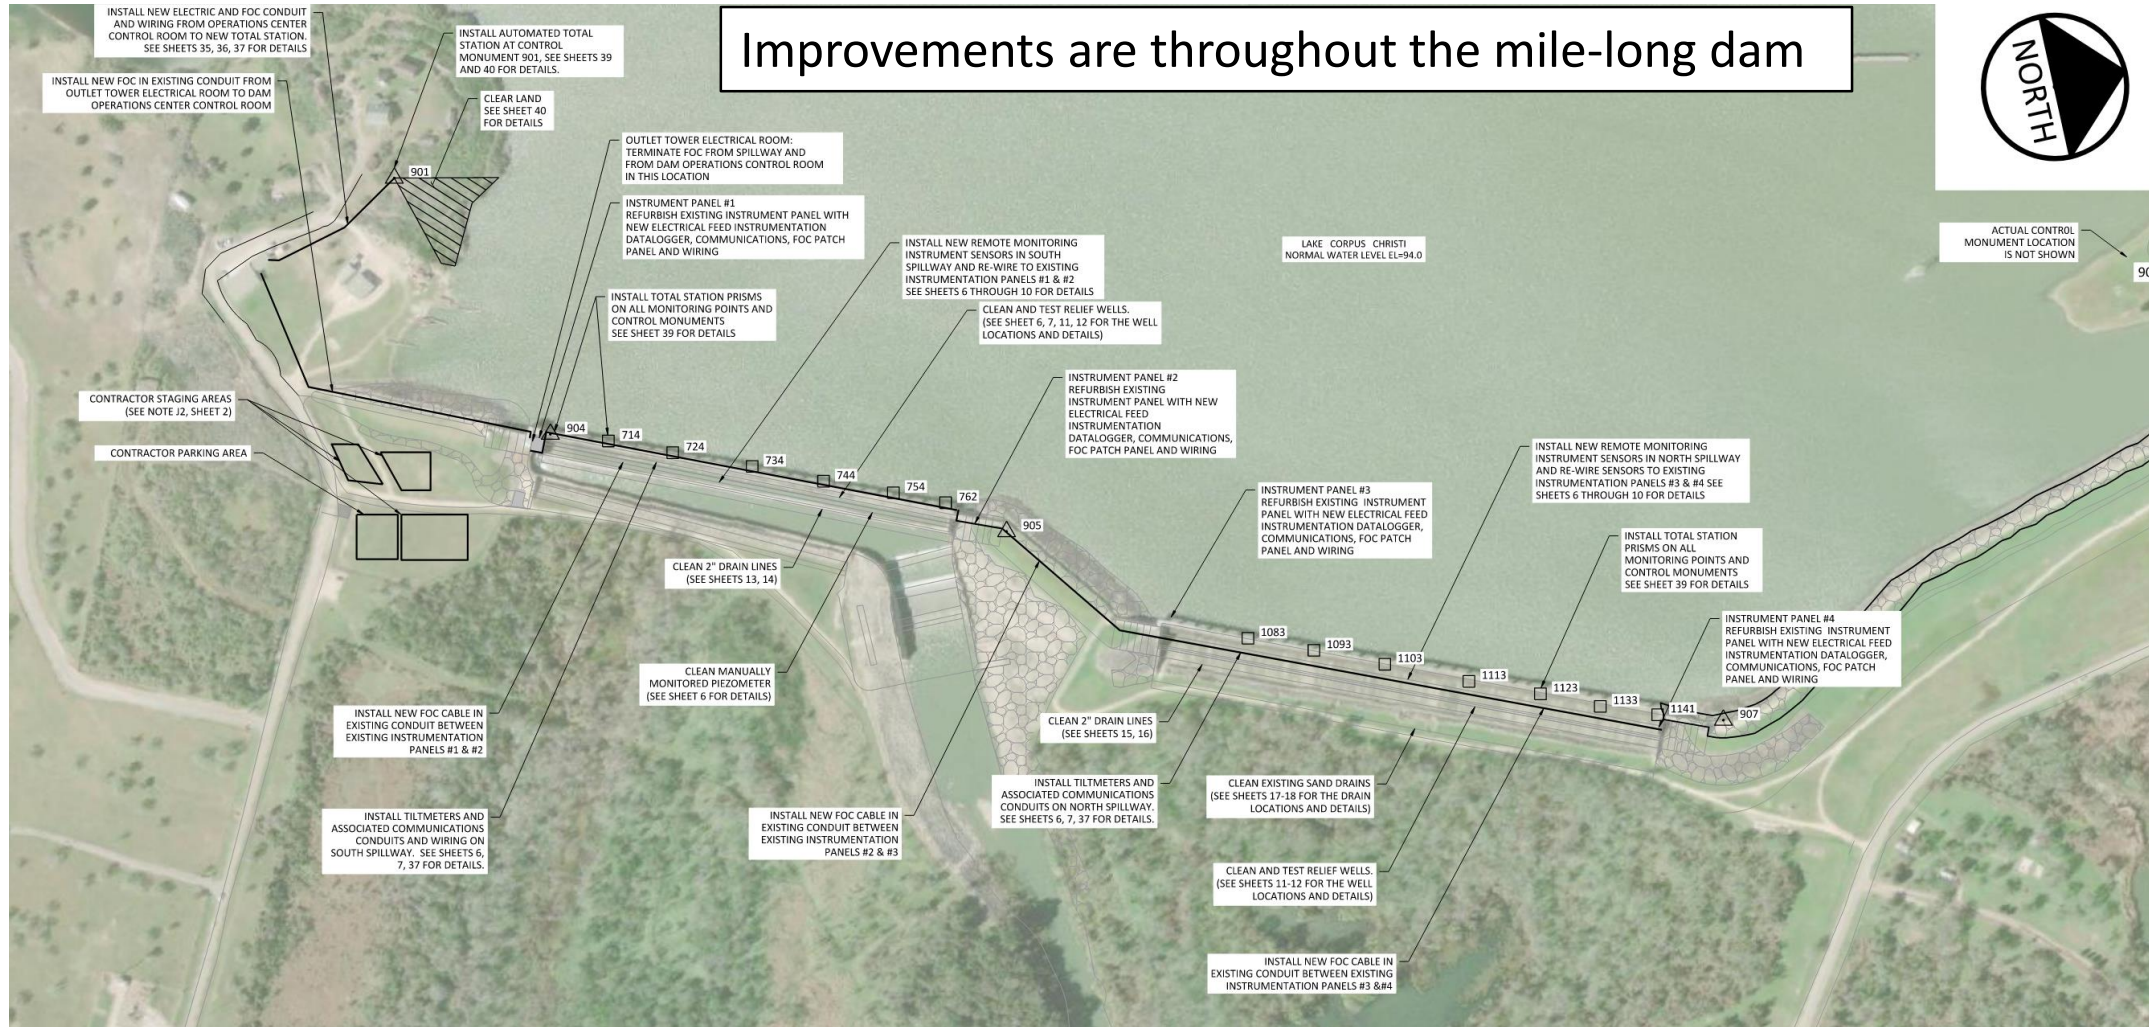 Improvements are throughout the mile-long dam
NORTH
INSTALL NEW ELECTRIC AND FOC CONDUIT
AND WIRING FROM OPERATIONS CENTER
CONTROL ROOM TO NEW TOTAL STATION.
SEE SHEETS 35, 36, 37 FOR DETAILS
INSTALL AUTOMATED TOTAL
STATION AT CONTROL
MONUMENT 901, SEE SHEETS 39
AND 40 FOR DETAILS.
INSTALL NEW FOC IN EXISTING CONDUIT FROM
OUTLET TOWER ELECTRICAL ROOM TO DAM
OPERATIONS CENTER CONTROL ROOM
CLEAR LAND
SEE SHEET 40
FOR DETAILS
901
OUTLET TOWER ELECTRICAL ROOM:
TERMINATE FOC FROM SPILLWAY AND
FROM DAM OPERATIONS CONTROL ROOM
IN THIS LOCATION
INSTRUMENT PANEL #1
REFURBISH EXISTING INSTRUMENT PANEL WITH
NEW ELECTRICAL FEED INSTRUMENTATION
DATALOGGER, COMMUNICATIONS, FOC PATCH
PANEL AND WIRING
INSTALL NEW REMOTE MONITORING
INSTRUMENT SENSORS IN SOUTH
SPILLWAY AND RE-WIRE TO EXISTING
INSTRUMENTATION PANELS #1 & #2
SEE SHEETS 6 THROUGH 10 FOR DETAILS
LAKE CORPUS CHRISTI
NORMAL WATER LEVEL EL=94.0
ACTUAL CONTROL
MONUMENT LOCATION
IS NOT SHOWN
90
INSTALL TOTAL STATION PRISMS
ON ALL MONITORING POINTS AND
CONTROL MONUMENTS
SEE SHEET 39 FOR DETAILS
CLEAN AND TEST RELIEF WELLS.
(SEE SHEET 6, 7, 11, 12 FOR THE WELL
LOCATIONS AND DETAILS)
INSTRUMENT PANEL #2
REFURBISH EXISTING
INSTRUMENT PANEL WITH NEW
ELECTRICAL FEED
INSTRUMENTATION
DATALOGGER, COMMUNICATIONS,
FOC PATCH PANEL AND WIRING
CONTRACTOR STAGING AREAS
(SEE NOTE J2, SHEET 2)
CONTRACTOR PARKING AREA
904
714
724
734
744
754
762
905
INSTALL NEW REMOTE MONITORING
INSTRUMENT SENSORS IN NORTH SPILLWAY
AND RE-WIRE SENSORS TO EXISTING
INSTRUMENTATION PANELS #3 & #4 SEE
SHEETS 6 THROUGH 10 FOR DETAILS
INSTRUMENT PANEL #3
REFURBISH EXISTING INSTRUMENT
PANEL WITH NEW ELECTRICAL FEED
INSTRUMENTATION DATALOGGER,
COMMUNICATIONS, FOC PATCH
PANEL AND WIRING
INSTALL TOTAL STATION
PRISMS ON ALL
MONITORING POINTS AND
CONTROL MONUMENTS
SEE SHEET 39 FOR DETAILS
CLEAN 2" DRAIN LINES
(SEE SHEETS 13, 14)
INSTRUMENT PANEL #4
REFURBISH EXISTING INSTRUMENT
PANEL WITH NEW ELECTRICAL FEED
INSTRUMENTATION DATALOGGER,
COMMUNICATIONS, FOC PATCH
PANEL AND WIRING
1083
1093
1103
1113
1123
1133
1141
907
CLEAN MANUALLY
MONITORED PIEZOMETER
(SEE SHEET 6 FOR DETAILS)
INSTALL NEW FOC CABLE IN
EXISTING CONDUIT BETWEEN
EXISTING INSTRUMENTATION
PANELS #1 & #2
CLEAN 2" DRAIN LINES
(SEE SHEETS 15, 16)
INSTALL TILTMETERS AND
ASSOCIATED COMMUNICATIONS
CONDUITS AND WIRING ON
SOUTH SPILLWAY. SEE SHEETS 6,
7, 37 FOR DETAILS.
INSTALL NEW FOC CABLE IN
EXISTING CONDUIT BETWEEN
EXISTING INSTRUMENTATION
PANELS #2 & #3
INSTALL TILTMETERS AND
ASSOCIATED COMMUNICATIONS
CONDUITS ON NORTH SPILLWAY.
SEE SHEETS 6, 7, 37 FOR DETAILS.
CLEAN EXISTING SAND DRAINS
(SEE SHEETS 17-18 FOR THE DRAIN
LOCATIONS AND DETAILS)
CLEAN AND TEST RELIEF WELLS.
(SEE SHEETS 11-12 FOR THE WELL
LOCATIONS AND DETAILS)
INSTALL NEW FOC CABLE IN
EXISTING CONDUIT BETWEEN EXISTING
INSTRUMENTATION PANELS #3 &#4